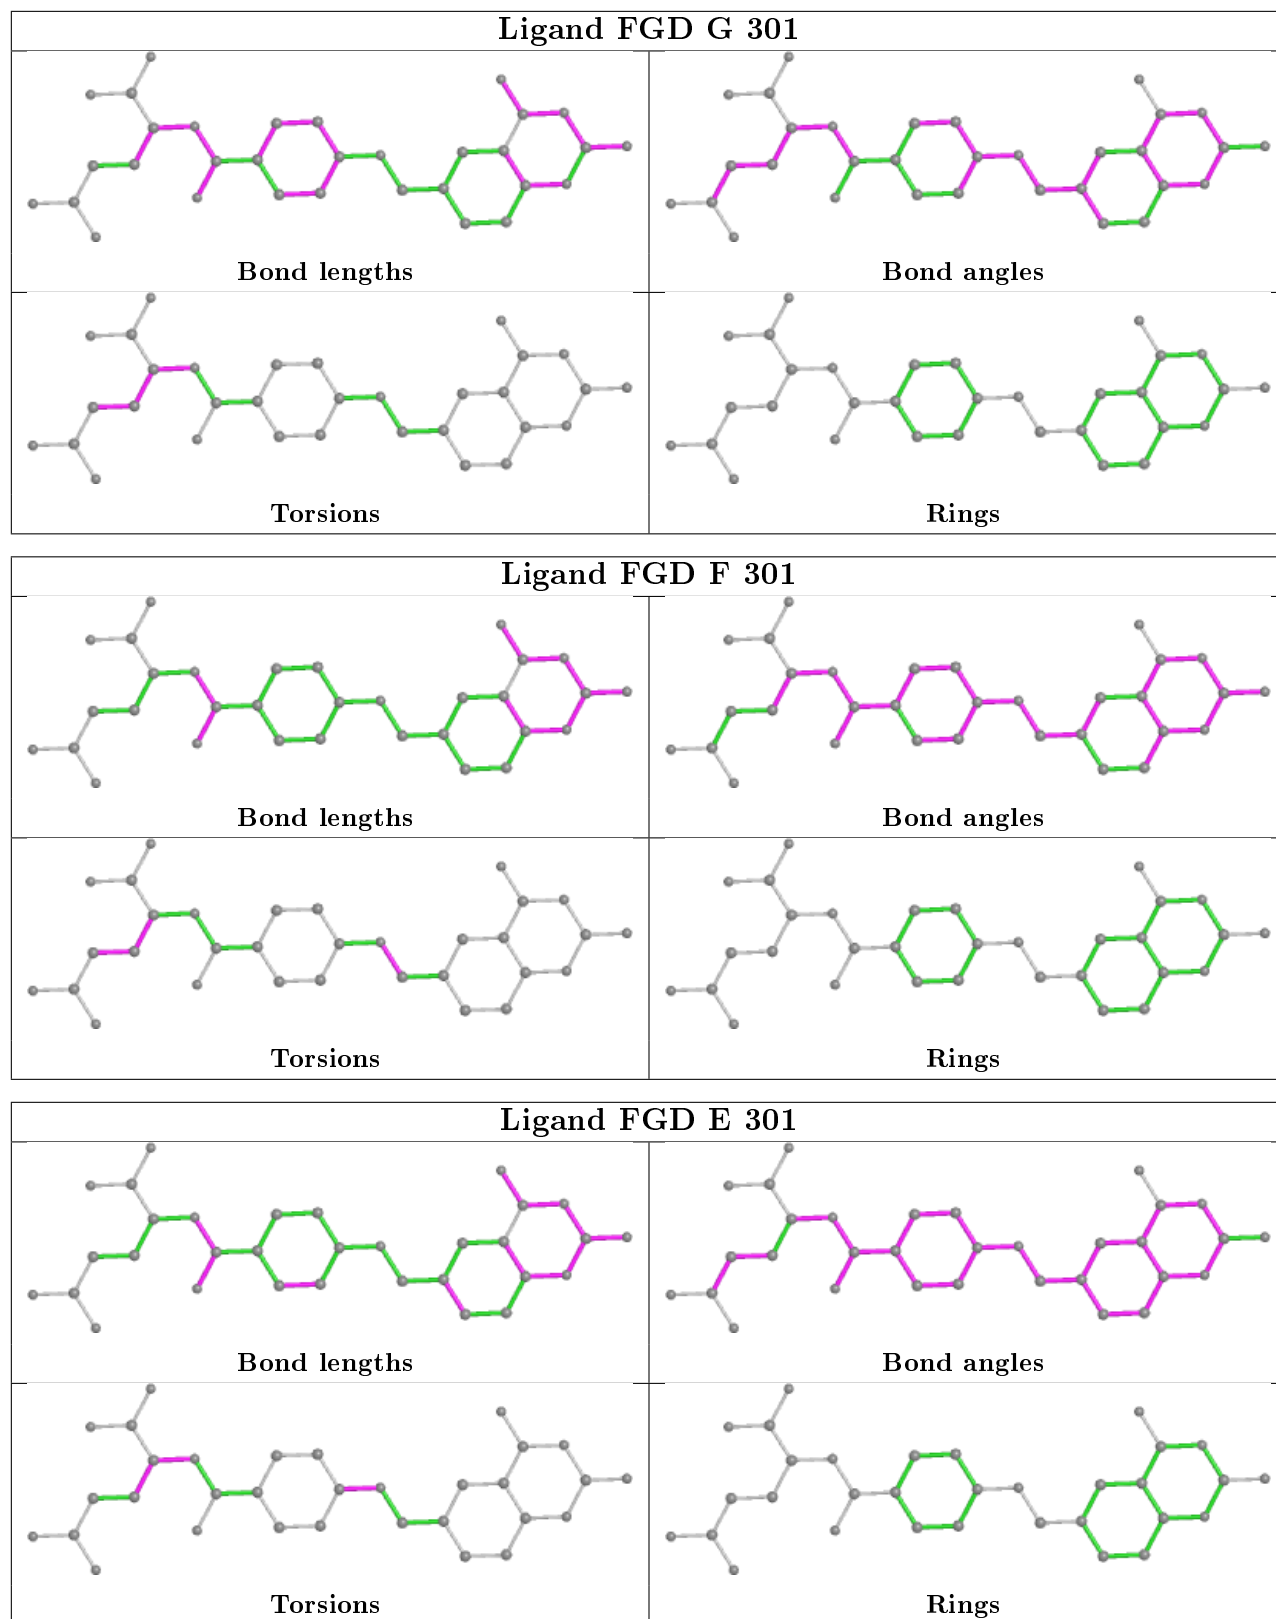 Ligand FGD G 301
Bond lengths
Bond angles
Torsions
Rings
Ligand FGD F 301
Bond lengths
Bond angles
Torsions
Rings
Ligand FGD E 301
Bond lengths
Bond angles
Torsions
Rings